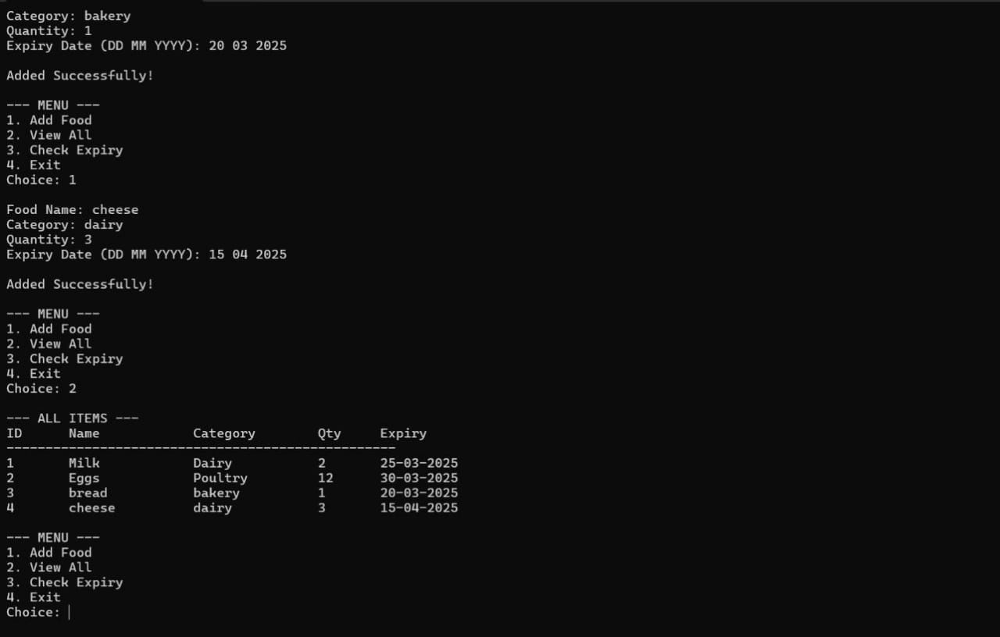 Category: bakery
Quantity: 1
Expiry Date (DD MM YYYY): 20 03 2025
Added Successfully!
--- MENU ---
1. Add Food
2. View All
3. Check Expiry
4. Exit
Choice: 1
Food Name: cheese
Category: dairy
Quantity: 3
Expiry Date (DD MM YYYY): 15 04 2025
Added Successfully!
--- MENU ---
1. Add Food
2. View All
3. Check Expiry
4. Exit
Choice: 2
--- ALL ITEMS ---
ID Name Category Qty Expiry
--------------------------------------------------
1 Milk Dairy 2 25-03-2025
2 Eggs Poultry 12 30-03-2025
3 bread bakery 1 20-03-2025
4 cheese dairy 3 15-04-2025
--- MENU ---
1. Add Food
2. View All
3. Check Expiry
4. Exit
Choice: